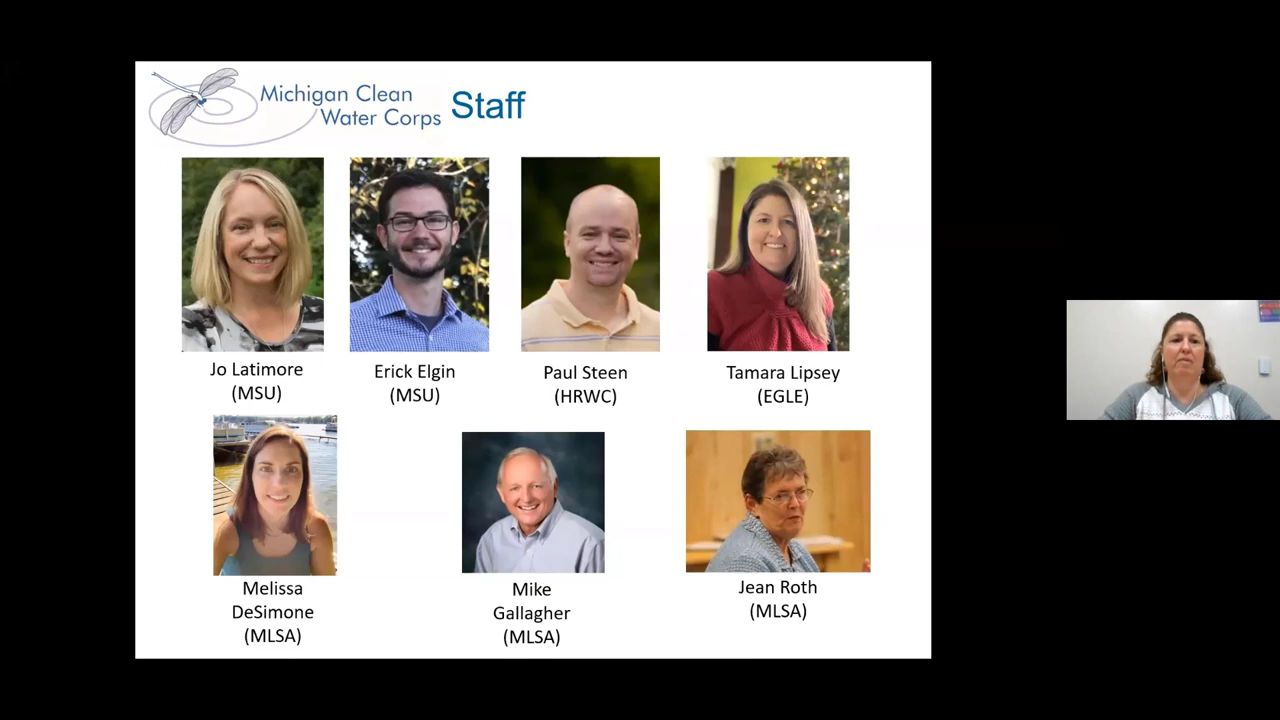 Michigan Clean
Water Corps
Staff
Jo Latimore
(MSU)
Erick Elgin
(MSU)
Paul Steen
(HRWC)
Tamara Lipsey
(EGLE)
Melissa
DeSimone
(MLSA)
Mike
Gallagher
(MLSA)
Jean Roth
(MLSA)